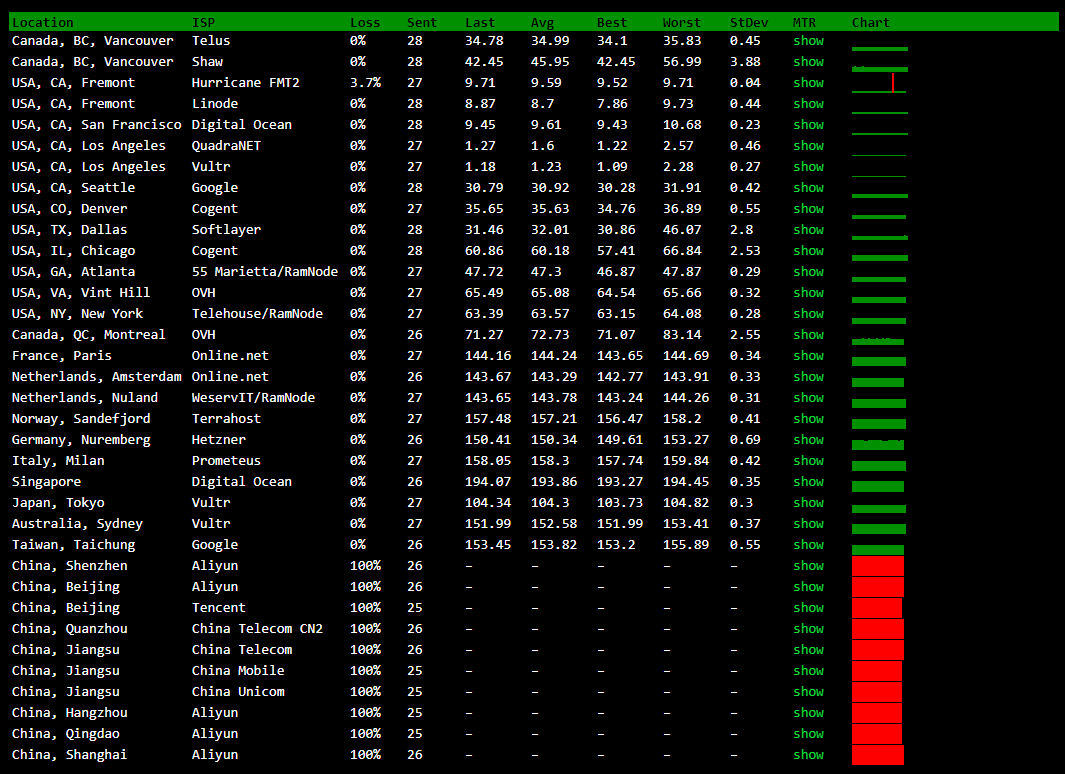 Location ISP Loss Sent Last Avg Best Worst StDev MTR Chart
Canada, BC, Vancouver Telus 0% 28 34.78 34.99 34.1 35.83 0.45 show
Canada, BC, Vancouver Shaw 0% 28 42.45 45.95 42.45 56.99 3.88 show
USA, CA, Fremont Hurricane FMT2 3.7% 27 9.71 9.59 9.52 9.71 0.04 show
USA, CA, Fremont Linode 0% 28 8.87 8.7 7.86 9.73 0.44 show
USA, CA, San Francisco Digital Ocean 0% 28 9.45 9.61 9.43 10.68 0.23 show
USA, CA, Los Angeles QuadraNET 0% 27 1.27 1.6 1.22 2.57 0.46 show
USA, CA, Los Angeles Vultr 0% 27 1.18 1.23 1.09 2.28 0.27 show
USA, CA, Seattle Google 0% 28 30.79 30.92 30.28 31.91 0.42 show
USA, CO, Denver Cogent 0% 27 35.65 35.63 34.76 36.89 0.55 show
USA, TX, Dallas Softlayer 0% 28 31.46 32.01 30.86 46.07 2.8 show
USA, IL, Chicago Cogent 0% 28 60.86 60.18 57.41 66.84 2.53 show
USA, GA, Atlanta 55 Marietta/RamNode 0% 27 47.72 47.3 46.87 47.87 0.29 show
USA, VA, Vint Hill OVH 0% 27 65.49 65.08 64.54 65.66 0.32 show
USA, NY, New York Telehouse/RamNode 0% 27 63.39 63.57 63.15 64.08 0.28 show
Canada, QC, Montreal OVH 0% 26 71.27 72.73 71.07 83.14 2.55 show
France, Paris Online.net 0% 27 144.16 144.24 143.65 144.69 0.34 show
Netherlands, Amsterdam Online.net 0% 26 143.67 143.29 142.77 143.91 0.33 show
Netherlands, Nuland WeservIT/RamNode 0% 27 143.65 143.78 143.24 144.26 0.31 show
Norway, Sandefjord Terrahost 0% 27 157.48 157.21 156.47 158.2 0.41 show
Germany, Nuremberg Hetzner 0% 26 150.41 150.34 149.61 153.27 0.69 show
Italy, Milan Prometeus 0% 27 158.05 158.3 157.74 159.84 0.42 show
Singapore Digital Ocean 0% 26 194.07 193.86 193.27 194.45 0.35 show
Japan, Tokyo Vultr 0% 27 104.34 104.3 103.73 104.82 0.3 show
Australia, Sydney Vultr 0% 27 151.99 152.58 151.99 153.41 0.37 show
Taiwan, Taichung Google 0% 26 153.45 153.82 153.2 155.89 0.55 show
China, Shenzhen Aliyun 100% 26 – – – – – show
China, Beijing Aliyun 100% 26 – – – – – show
China, Beijing Tencent 100% 25 – – – – – show
China, Quanzhou China Telecom CN2 100% 26 – – – – – show
China, Jiangsu China Telecom 100% 26 – – – – – show
China, Jiangsu China Mobile 100% 25 – – – – – show
China, Jiangsu China Unicom 100% 25 – – – – – show
China, Hangzhou Aliyun 100% 25 – – – – – show
China, Qingdao Aliyun 100% 25 – – – – – show
China, Shanghai Aliyun 100% 26 – – – – – show